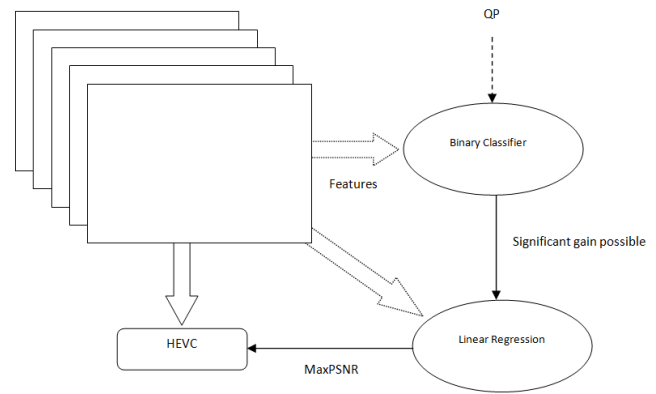 QP
Binary Classifier
Features
Significant gain possible
HEVC
Linear Regression
MaxPSNR